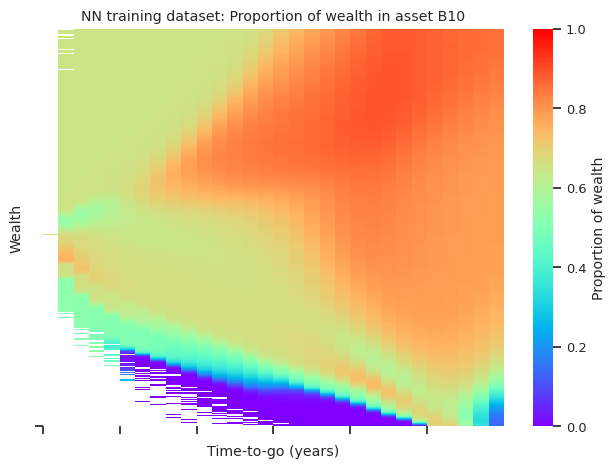 NN training dataset: Proportion of wealth in asset B10
Wealth
Time-to-go (years)
1.0
0.8
0.6
0.4
0.2
0.0
Proportion of wealth